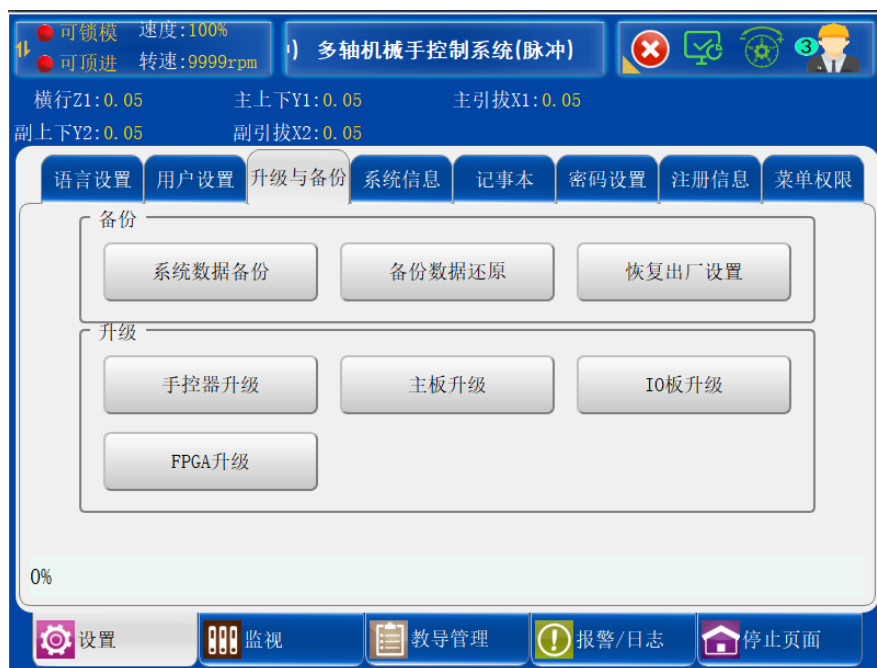 可锁模 速度:100%
可顶进 转速:9999rpm
) 多轴机械手控制系统(脉冲)
3
横行Z1:0.05 主上下Y1:0.05 主引拔X1:0.05
副上下Y2:0.05 副引拔X2:0.05
语言设置 用户设置 升级与备份 系统信息 记事本 密码设置 注册信息 菜单权限
备份
系统数据备份 备份数据还原 恢复出厂设置
升级
手控器升级 主板升级 IO板升级
FPGA升级
0%
设置 监视 教导管理 报警/日志 停止页面